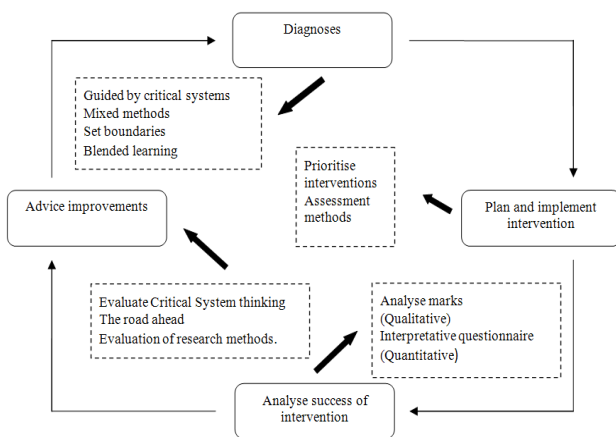 Diagnoses
Guided by critical systems
Mixed methods
Set boundaries
Blended learning
Prioritise
interventions
Assessment
methods
Advice improvements
Plan and implement
intervention
Evaluate Critical System thinking
The road ahead
Evaluation of research methods.
Analyse marks
(Qualitative)
Interpretative questionnaire
(Quantitative)
Analyse success of
intervention